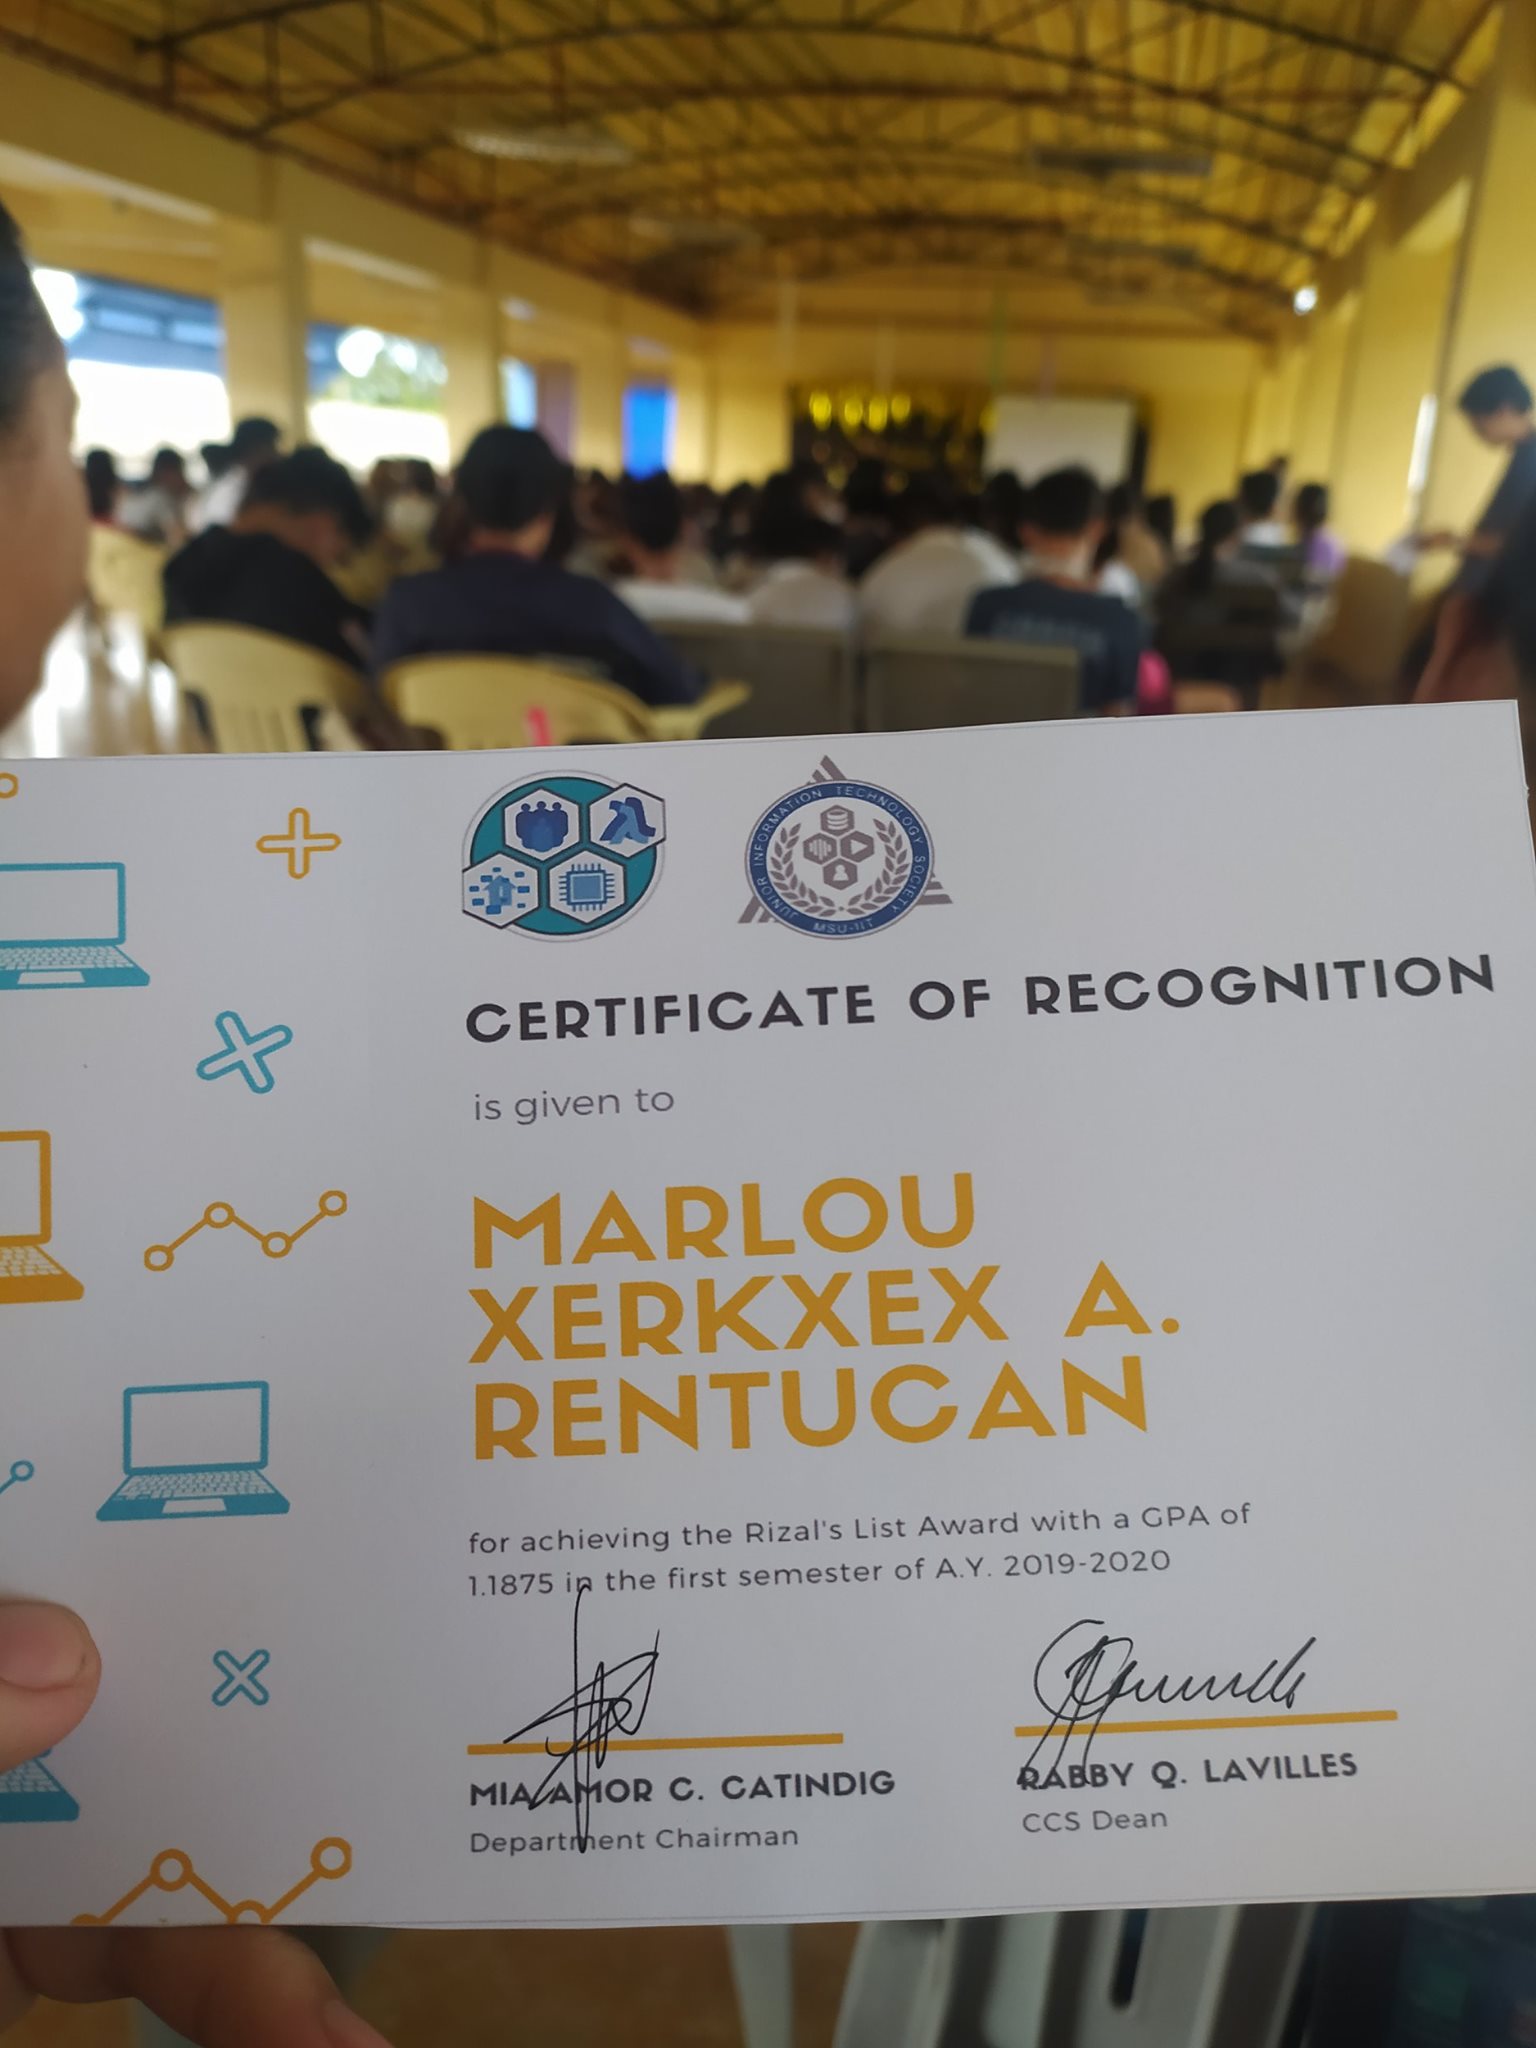 JUNIOR INFORMATION TECHNOLOGY SOCIETY
MSU-IIT
CERTIFICATE OF RECOGNITION
is given to
MARLOU
XERKXEX A.
RENTUCAN
for achieving the Rizal's List Award with a GPA of
1.1875 in the first semester of A.Y. 2019-2020
MIA AMOR C. CATINDIG
Department Chairman
RABBY Q. LAVILLES
CCS Dean